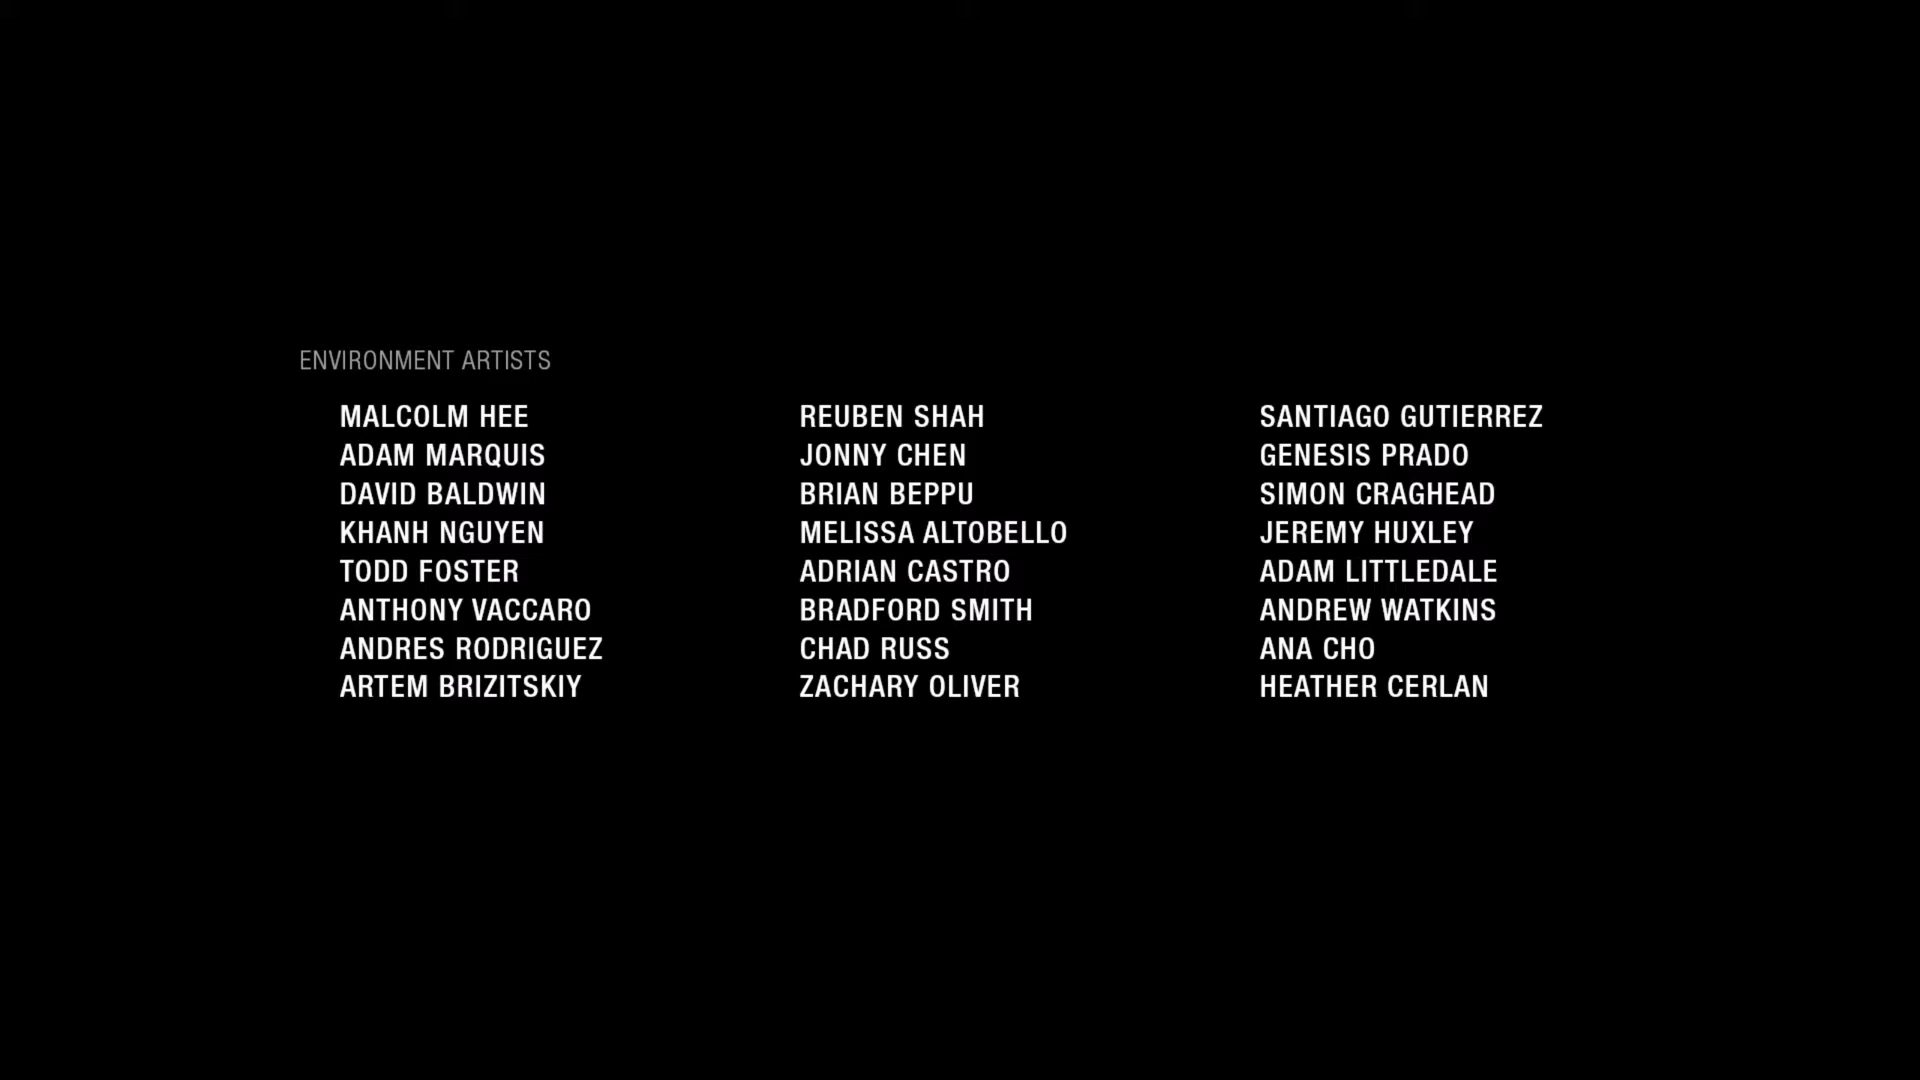 ENVIRONMENT ARTISTS
MALCOLM HEE
ADAM MARQUIS
DAVID BALDWIN
KHANH NGUYEN
TODD FOSTER
ANTHONY VACCARO
ANDRES RODRIGUEZ
ARTEM BRIZITSKIY
REUBEN SHAH
JONNY CHEN
BRIAN BEPPU
MELISSA ALTOBELLO
ADRIAN CASTRO
BRADFORD SMITH
CHAD RUSS
ZACHARY OLIVER
SANTIAGO GUTIERREZ
GENESIS PRADO
SIMON CRAGHEAD
JEREMY HUXLEY
ADAM LITTLEDALE
ANDREW WATKINS
ANA CHO
HEATHER CERLAN